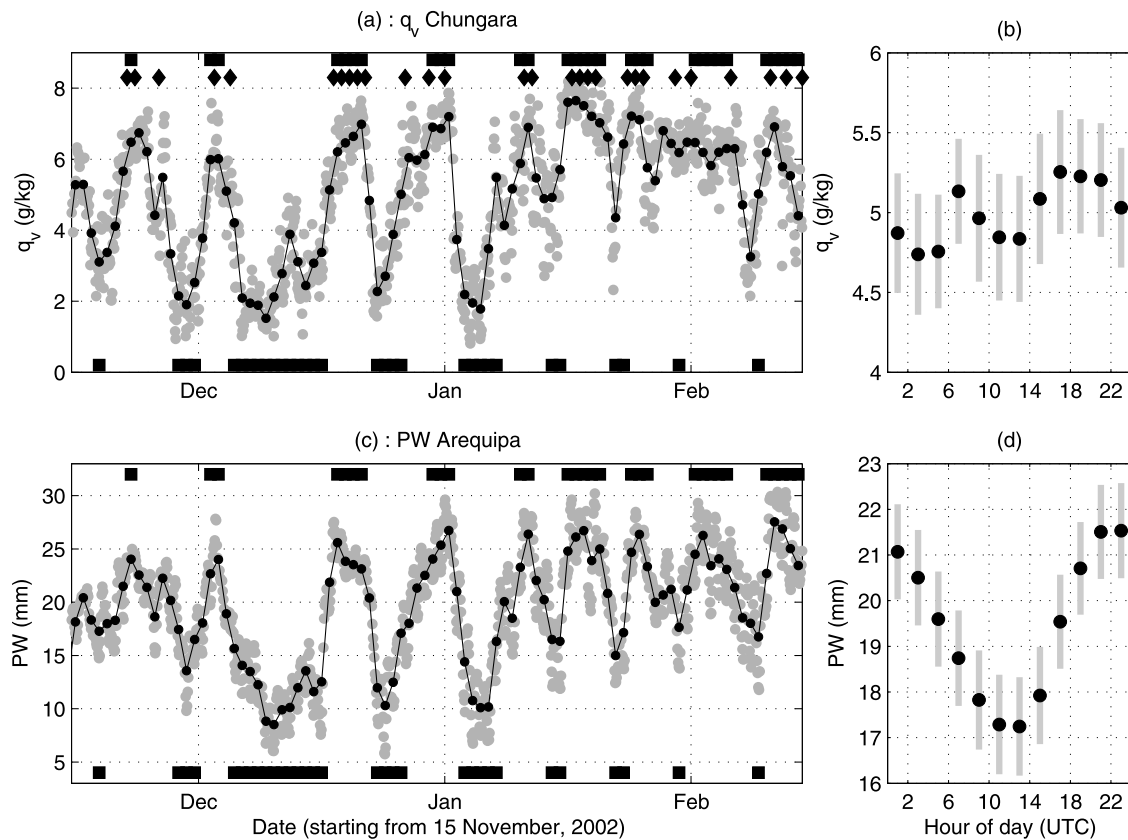 (a) : qv Chungara
(b)
8
6
4
2
0
qv (g/kg)
Dec
Jan
Feb
6
5.5
5
4.5
4
qv (g/kg)
2
6
10
14
18
22
(c) : PW Arequipa
(d)
30
25
20
15
10
5
PW (mm)
Dec
Jan
Feb
Date (starting from 15 November, 2002)
23
22
21
20
19
18
17
16
PW (mm)
2
6
10
14
18
22
Hour of day (UTC)